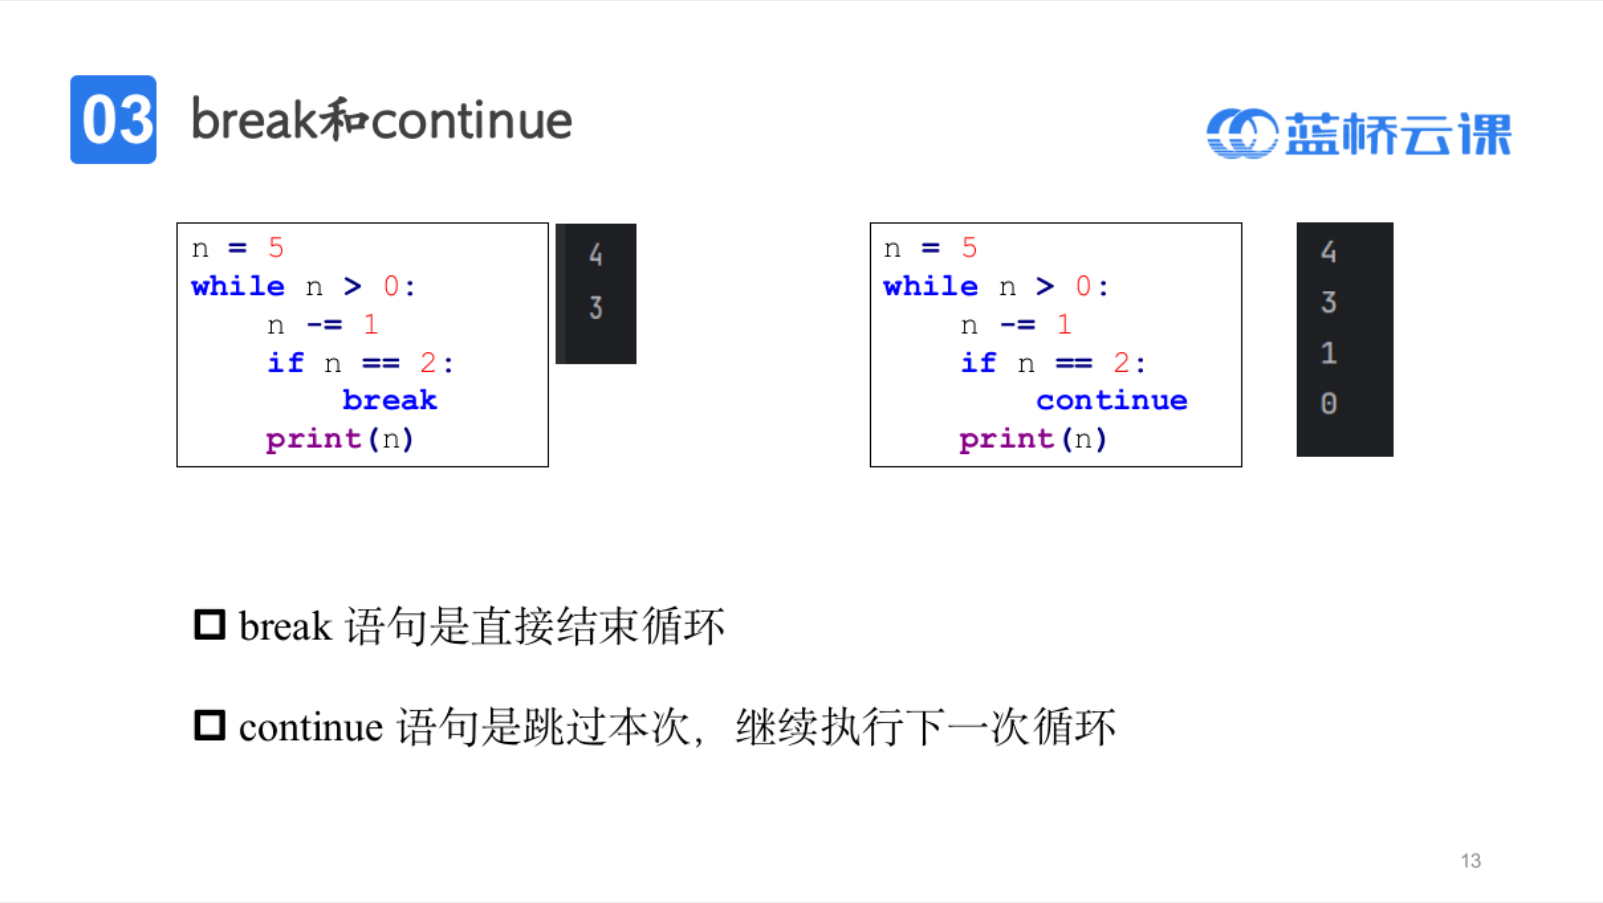 03 break和continue
蓝桥云课
n = 5
while n > 0:
    n -= 1
    if n == 2:
        break
    print(n)
4
3
n = 5
while n > 0:
    n -= 1
    if n == 2:
        continue
    print(n)
4
3
1
0
break 语句是直接结束循环
continue 语句是跳过本次，继续执行下一次循环
13